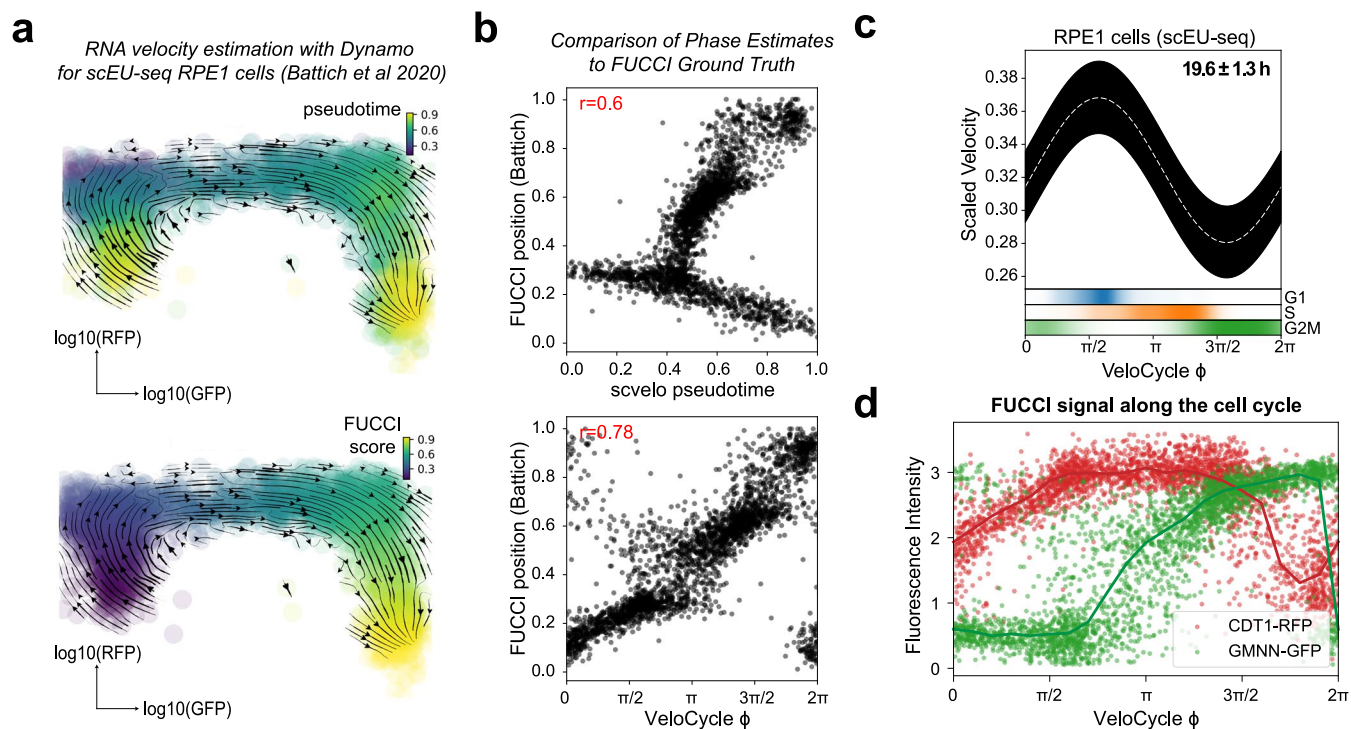 a
RNA velocity estimation with Dynamo
for scEU-seq RPE1 cells (Battich et al 2020)
pseudotime
0.9
0.6
0.3
log10(RFP)
log10(GFP)
FUCCI
score
0.9
0.6
0.3
log10(RFP)
log10(GFP)
b
Comparison of Phase Estimates
to FUCCI Ground Truth
r=0.6
FUCCI position (Battich)
1.0
0.8
0.6
0.4
0.2
0.0
0.0 0.2 0.4 0.6 0.8 1.0
scvelo pseudotime
r=0.78
FUCCI position (Battich)
1.0
0.8
0.6
0.4
0.2
0.0
0 π/2 π 3π/2 2π
VeloCycle ϕ
c
RPE1 cells (scEU-seq)
19.6 ± 1.3 h
Scaled Velocity
0.38
0.36
0.34
0.32
0.30
0.28
0.26
G1
S
G2M
0 π/2 π 3π/2 2π
VeloCycle ϕ
d
FUCCI signal along the cell cycle
Fluorescence Intensity
3
2
1
0
CDT1-RFP
GMNN-GFP
0 π/2 π 3π/2 2π
VeloCycle ϕ